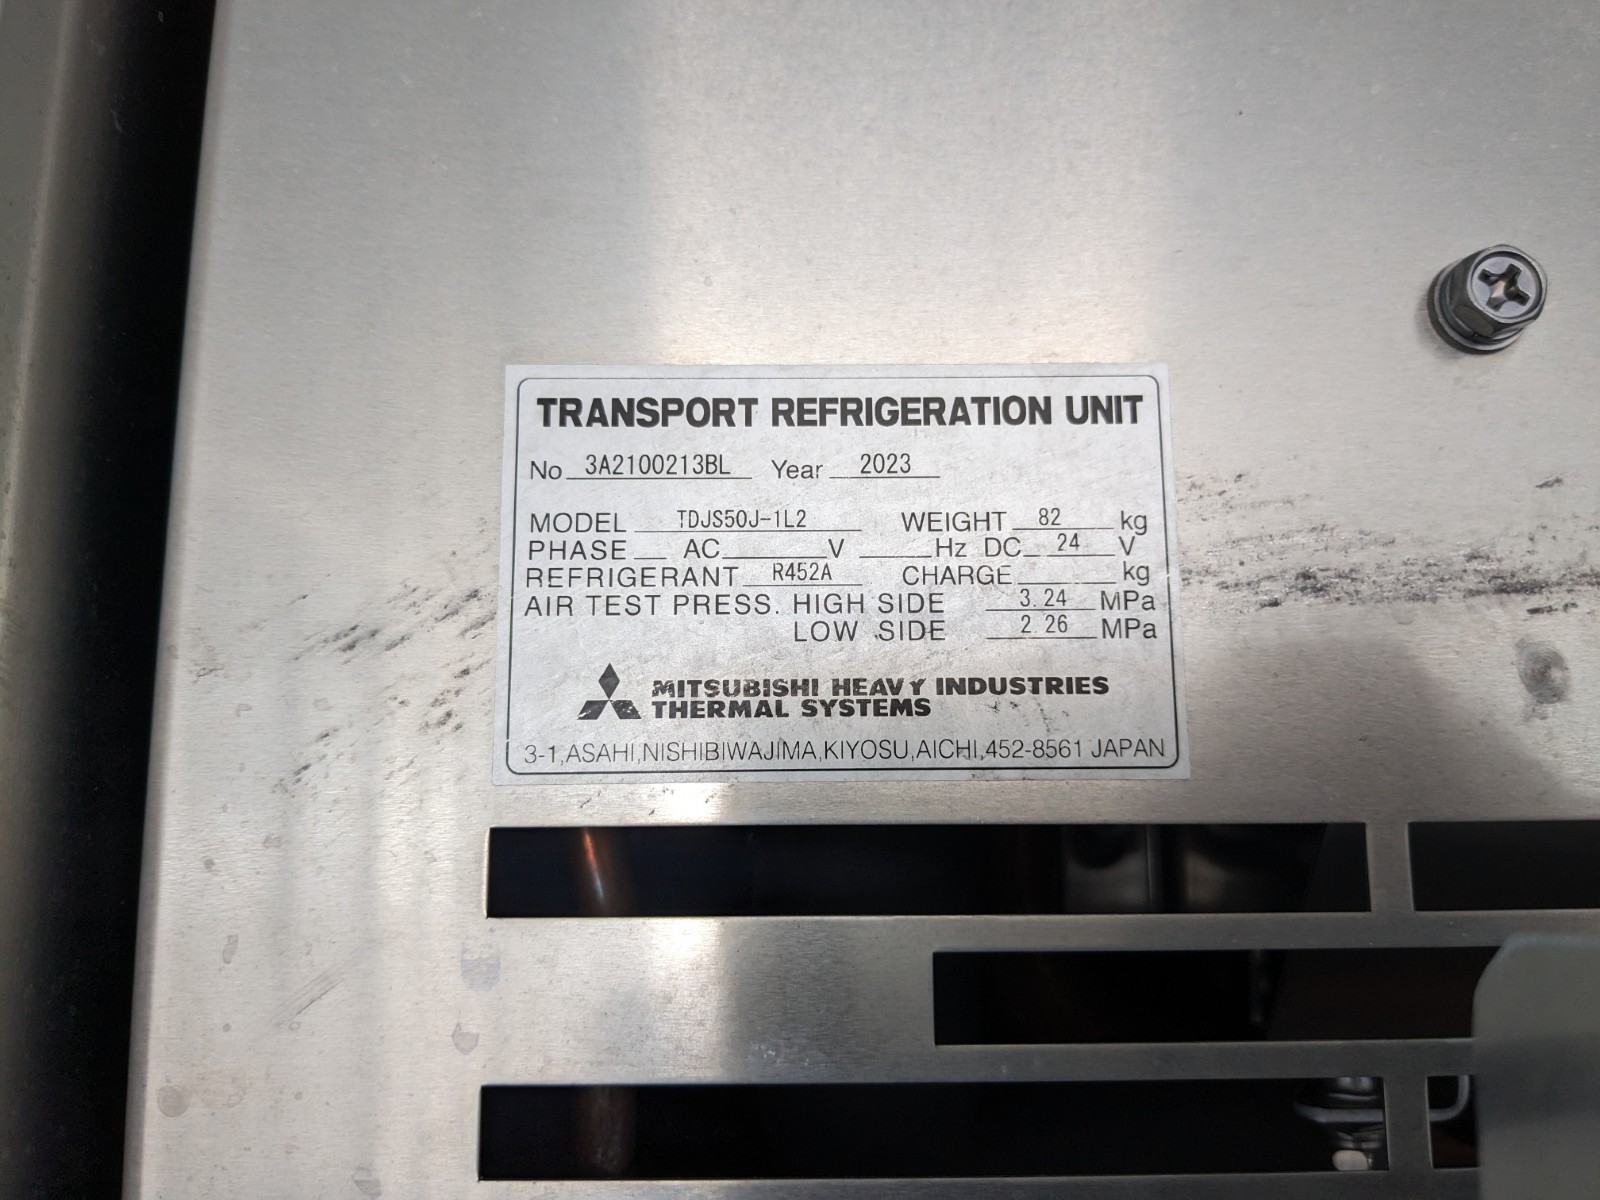 TRANSPORT REFRIGERATION UNIT
No 3A2100213BL Year 2023
MODEL TDJS50J-1L2 WEIGHT 82 kg
PHASE AC V Hz DC 24 V
REFRIGERANT R452A CHARGE kg
AIR TEST PRESS. HIGH SIDE 3.24 MPa
LOW SIDE 2.26 MPa
MITSUBISHI HEAVY INDUSTRIES
THERMAL SYSTEMS
3-1,ASAHI,NISHIBIWAJIMA,KIYOSU,AICHI,452-8561 JAPAN